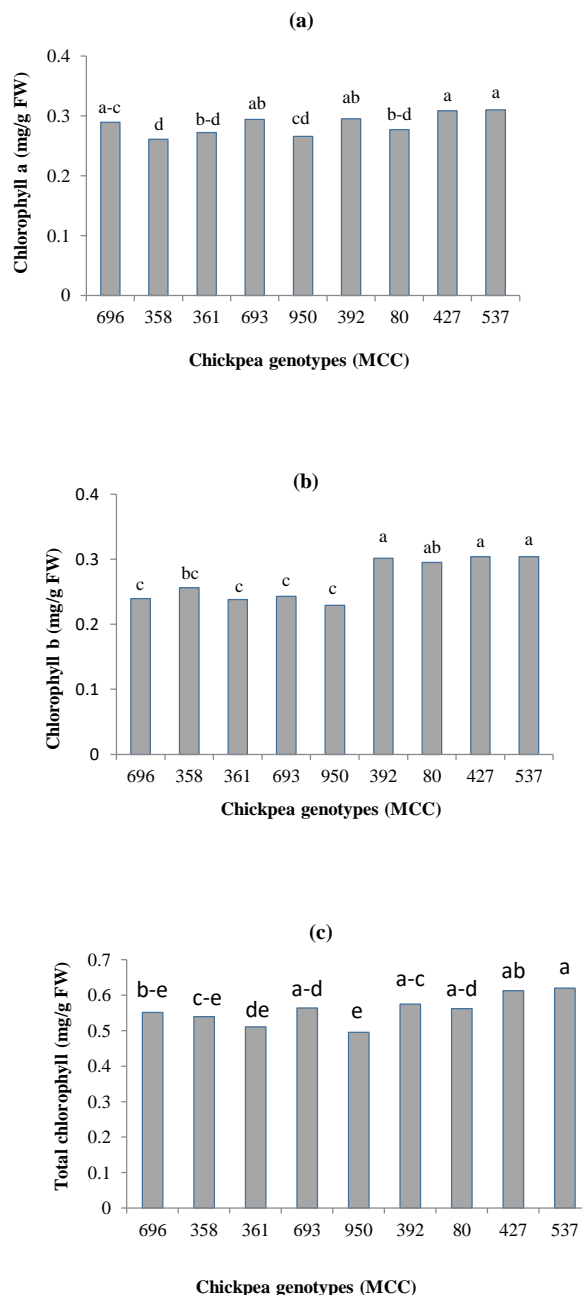 (a)
Chlorophyll a (mg/g FW)
0.4
0.3
0.2
0.1
0
a-c d b-d ab cd ab b-d a a
696 358 361 693 950 392 80 427 537
Chickpea genotypes (MCC)
(b)
Chlorophyll b (mg/g FW)
0.4
0.3
0.2
0.1
0
c bc c c c a ab a a
696 358 361 693 950 392 80 427 537
Chickpea genotypes (MCC)
(c)
Total chlorophyll (mg/g FW)
0.7
0.6
0.5
0.4
0.3
0.2
0.1
0
b-e c-e de a-d e a-c a-d ab a
696 358 361 693 950 392 80 427 537
Chickpea genotypes (MCC)